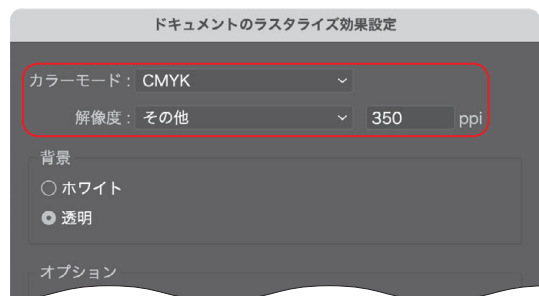 ドキュメントのラスタライズ効果設定
カラーモード : CMYK
解像度 : その他 350 ppi
背景
ホワイト
透明
オプション